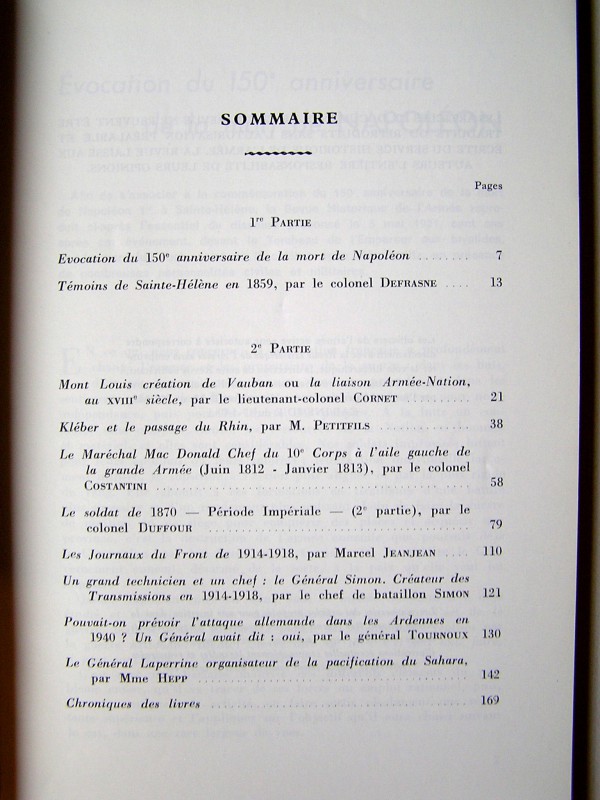 SOMMAIRE
Pages
1re PARTIE
Evocation du 150e anniversaire de la mort de Napoléon ........ 7
Témoins de Sainte-Hélène en 1859, par le colonel DEFRASNE .... 13
2e PARTIE
Mont Louis création de Vauban ou la liaison Armée-Nation,
au XVIIIe siècle, par le lieutenant-colonel CORNET .......... 21
Kléber et le passage du Rhin, par M. PETITFILS .............. 38
Le Maréchal Mac Donald Chef du 10e Corps à l'aile gauche de
la grande Armée (Juin 1812 - Janvier 1813), par le colonel
COSTANTINI .......................................... 58
Le soldat de 1870 — Période Impériale — (2e partie), par le
colonel DUFFOUR .................................... 79
Les Journaux du Front de 1914-1918, par Marcel JEANJEAN .... 110
Un grand technicien et un chef : le Général Simon. Créateur des
Transmissions en 1914-1918, par le chef de bataillon SIMON 121
Pouvait-on prévoir l'attaque allemande dans les Ardennes en
1940 ? Un Général avait dit : oui, par le général TOURNOUX 130
Le Général Laperrine organisateur de la pacification du Sahara,
par Mme HEPP ...................................... 142
Chroniques des livres .................................... 169